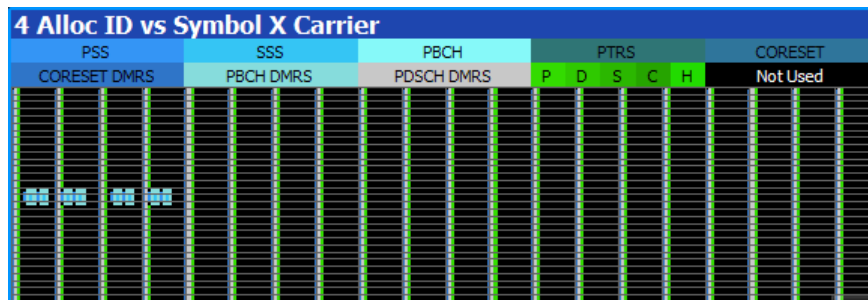 4 Alloc ID vs Symbol X Carrier
PSS SSS PBCH PTRS CORESET
CORESET DMRS PBCH DMRS PDSCH DMRS P D S C H Not Used